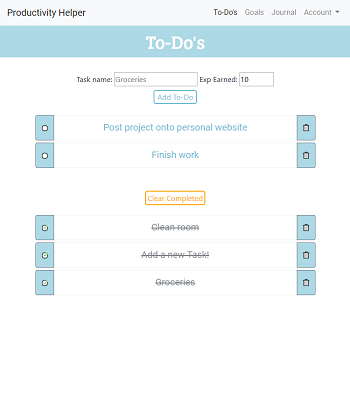 Productivity Helper To-Do's Goals Journal Account
To-Do's
Task name: Groceries Exp Earned: 10
Add To-Do
Post project onto personal website
Finish work
Clear Completed
Clean room
Add a new Task!
Groceries